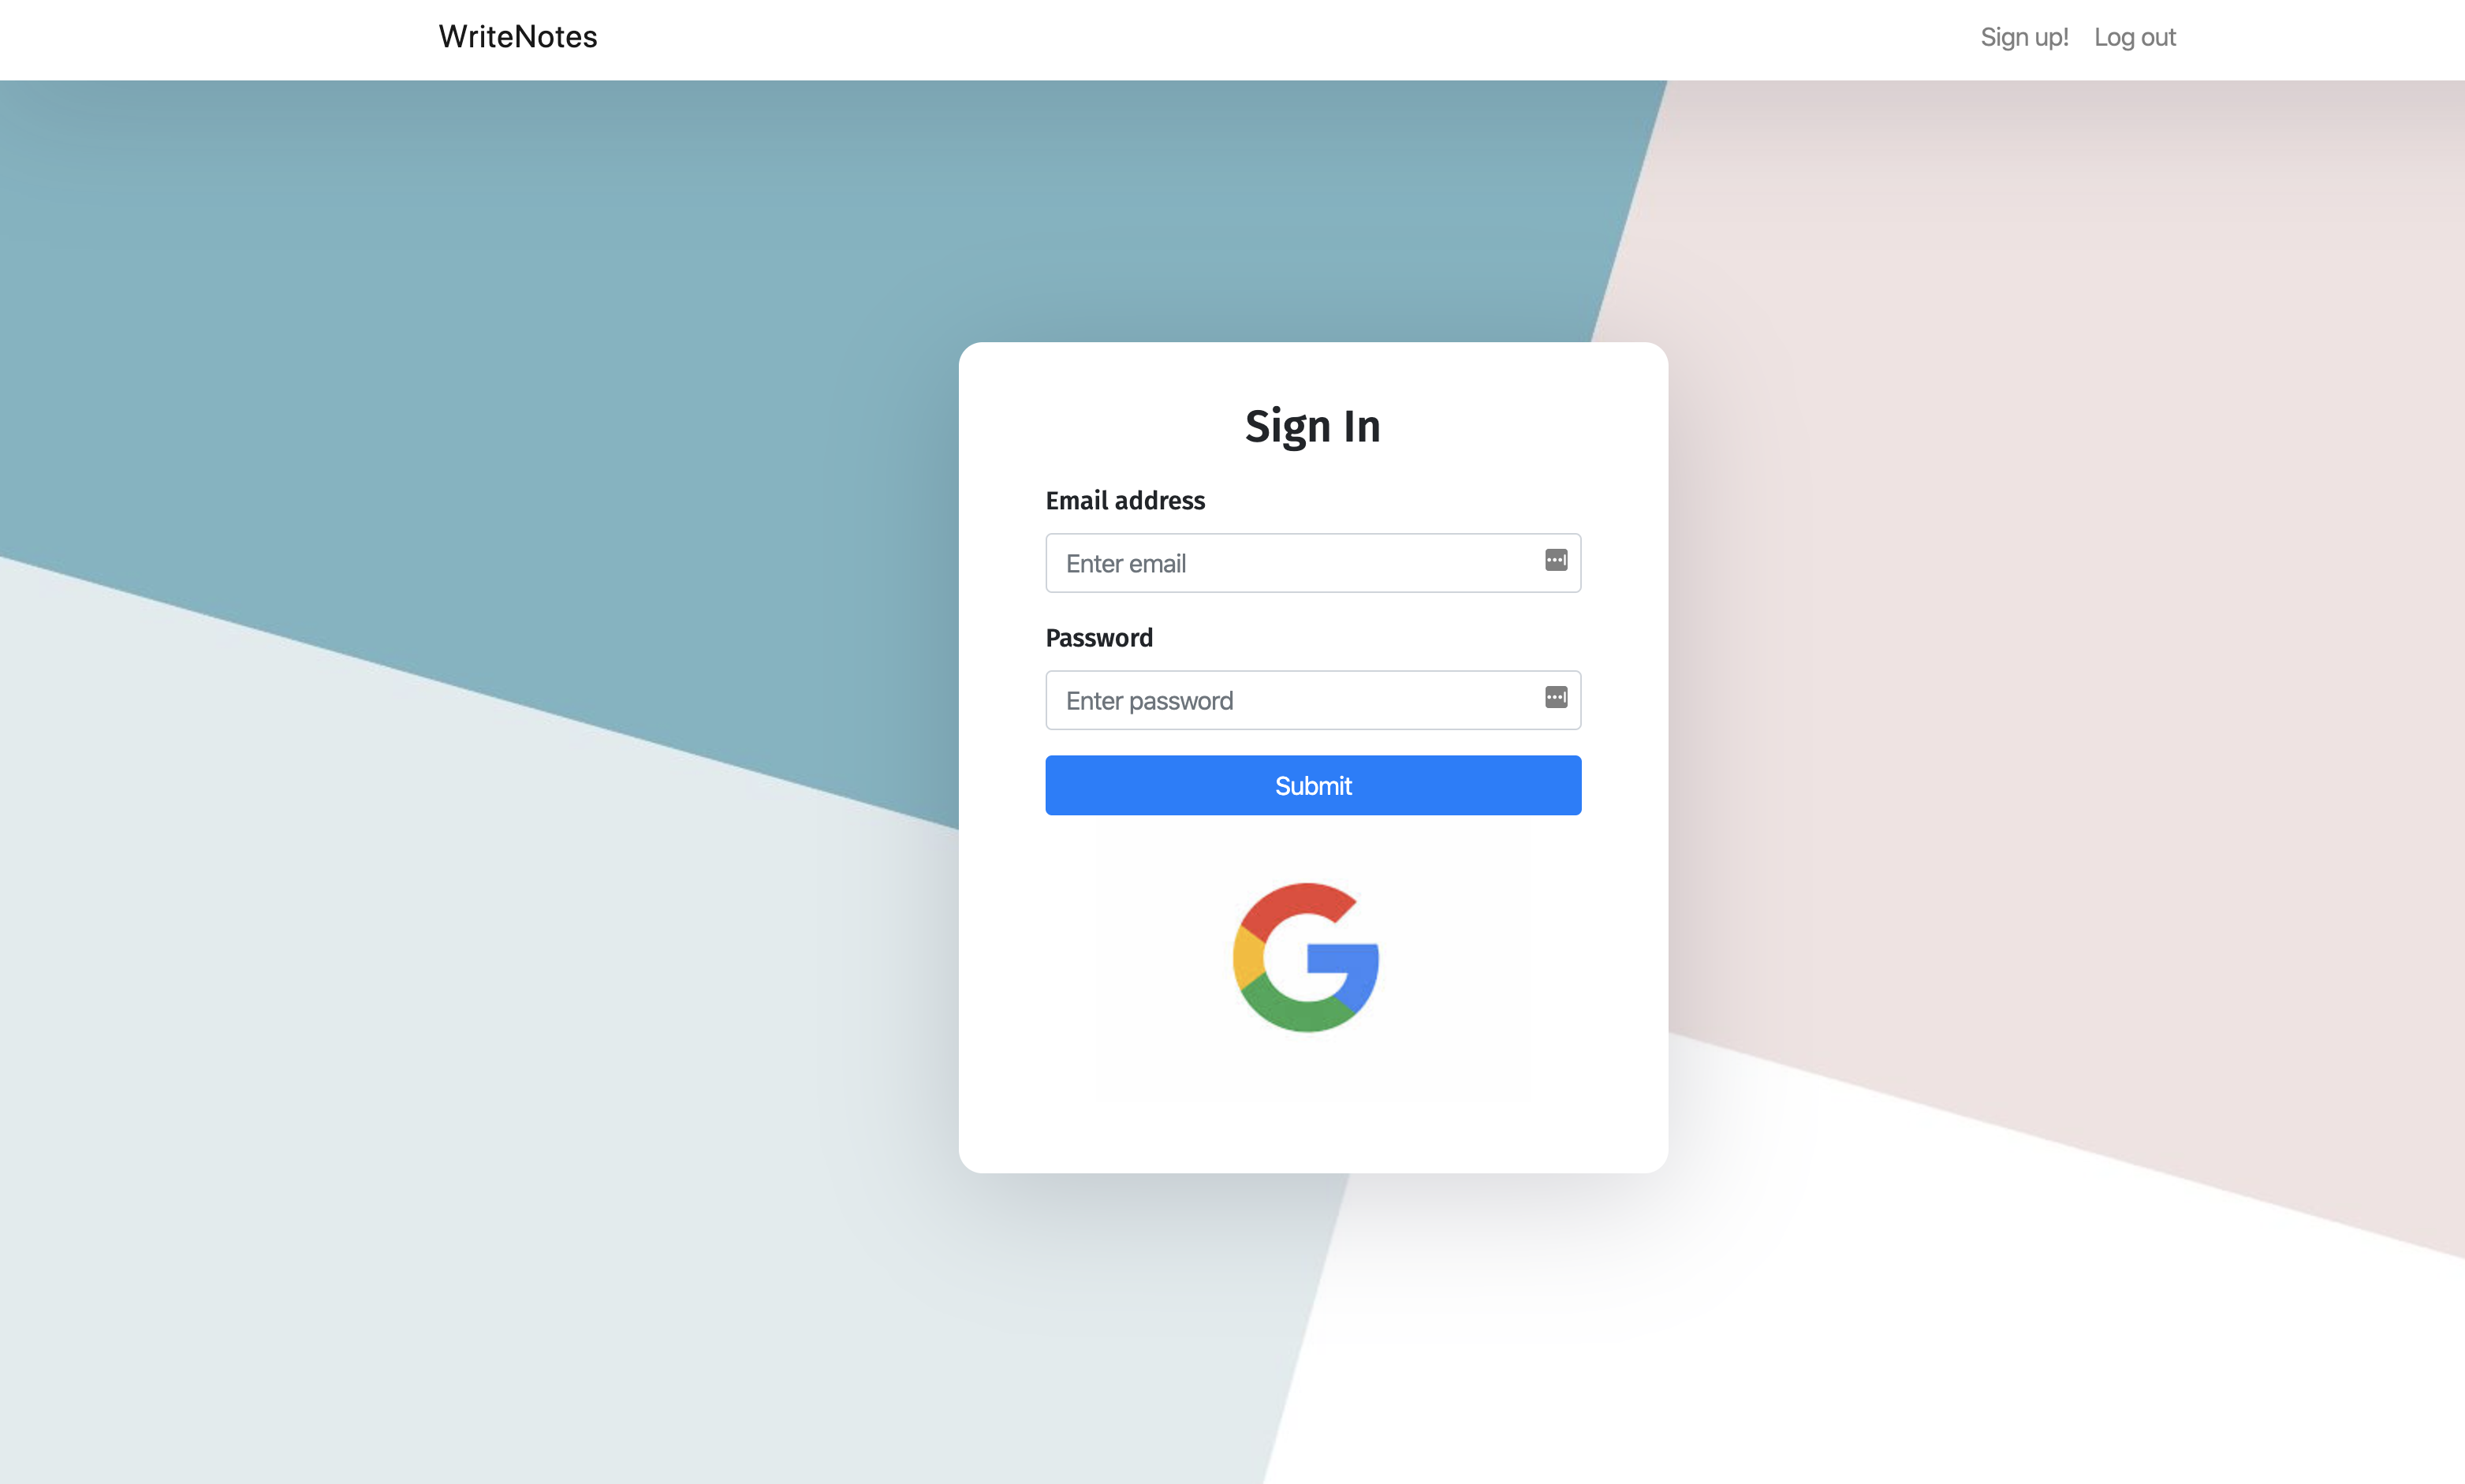 WriteNotes
Sign up! Log out
Sign In
Email address
Enter email
Password
Enter password
Submit
G